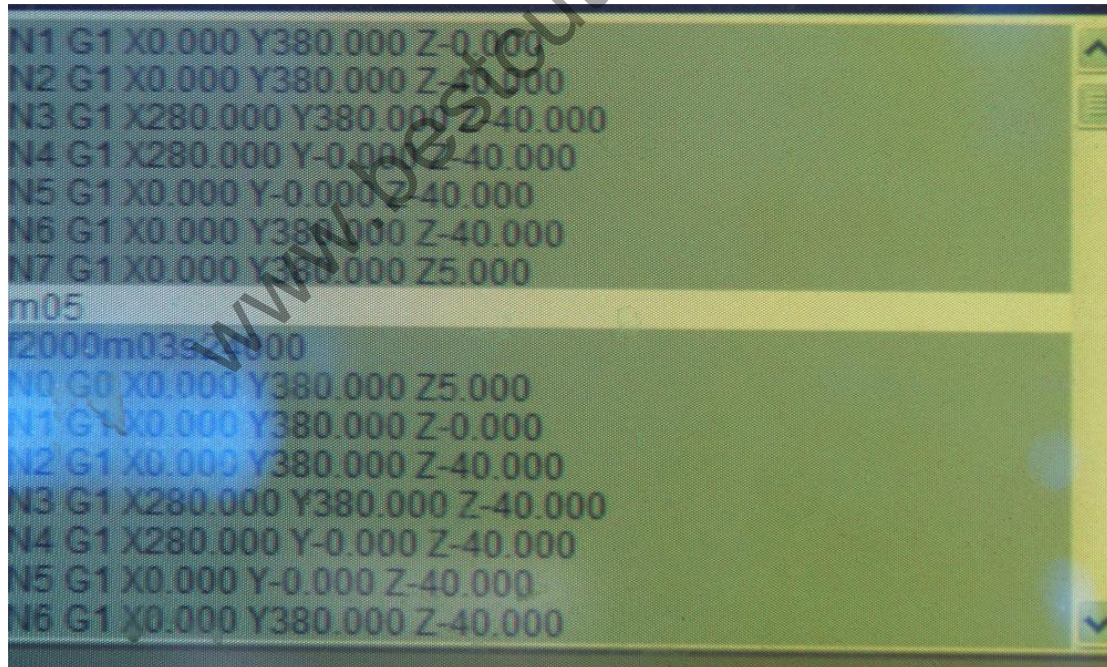 N1 G1 X0.000 Y380.000 Z-0.000
N2 G1 X0.000 Y380.000 Z-40.000
N3 G1 X280.000 Y380.000 Z-40.000
N4 G1 X280.000 Y-0.000 Z-40.000
N5 G1 X0.000 Y-0.000 Z-40.000
N6 G1 X0.000 Y380.000 Z-40.000
N7 G1 X0.000 Y380.000 Z5.000
m05
f2000m03s24000
N0 G0 X0.000 Y380.000 Z5.000
N1 G1 X0.000 Y380.000 Z-0.000
N2 G1 X0.000 Y380.000 Z-40.000
N3 G1 X280.000 Y380.000 Z-40.000
N4 G1 X280.000 Y-0.000 Z-40.000
N5 G1 X0.000 Y-0.000 Z-40.000
N6 G1 X0.000 Y380.000 Z-40.000